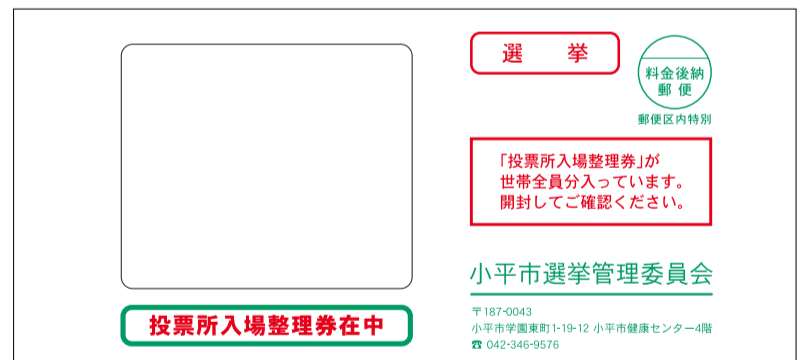 選　挙
料金後納
郵便
郵便区内特別
「投票所入場整理券」が
世帯全員分入っています。
開封してご確認ください。
小平市選挙管理委員会
〒187-0043
小平市学園東町1-19-12 小平市健康センター4階
☎ 042-346-9576
投票所入場整理券在中